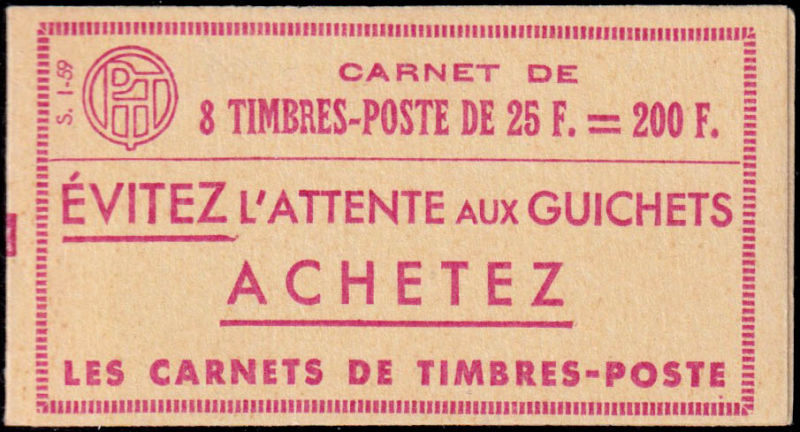 S. 1-59
PTT
CARNET DE
8 TIMBRES-POSTE DE 25 F. = 200 F.
ÉVITEZ L'ATTENTE AUX GUICHETS
ACHETEZ
LES CARNETS DE TIMBRES-POSTE